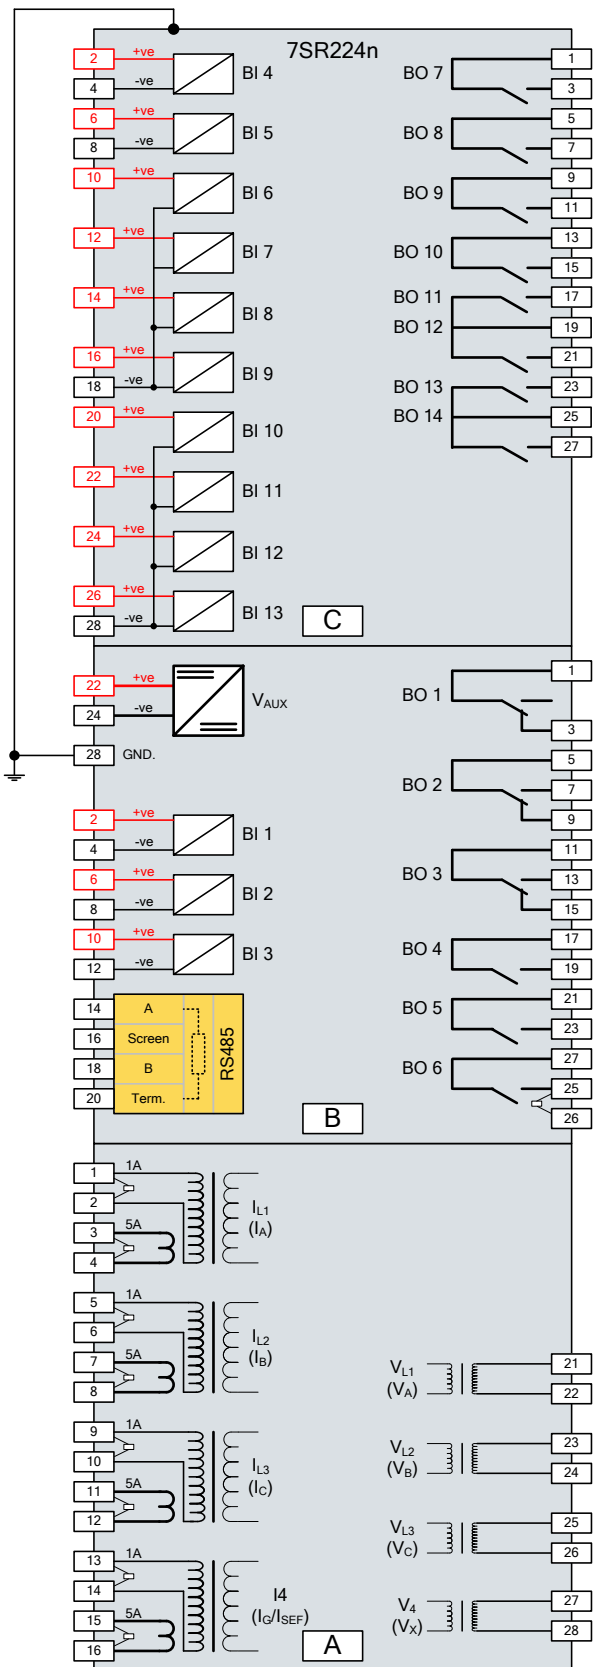 7SR224n
2 +ve BI 4 BO 7 1
4 -ve 3
6 +ve BI 5 BO 8 5
8 -ve 7
10 +ve BI 6 BO 9 9
11
12 +ve BI 7 BO 10 13
15
14 +ve BI 8 BO 11 17
BO 12 19
16 +ve BI 9 21
18 -ve BO 13 23
20 +ve BI 10 BO 14 25
27
22 +ve BI 11
24 +ve BI 12
26 +ve BI 13
28 -ve C
22 +ve VAUX BO 1 1
24 -ve 3
28 GND. BO 2 5
7
2 +ve BI 1 9
4 -ve BO 3 11
6 +ve BI 2 13
8 -ve 15
10 +ve BI 3 BO 4 17
12 -ve 19
14 A RS485 BO 5 21
16 Screen 23
18 B BO 6 27
20 Term. 25
B 26
1 1A
2 IL1
3 5A (IA)
4
5 1A
6 IL2
7 5A (IB) VL1 21
8 (VA) 22
9 1A
10 IL3 VL2 23
11 5A (IC) (VB) 24
12 VL3 25
13 1A (VC) 26
14 I4
15 5A (IG/ISEF) V4 27
16 A (VX) 28